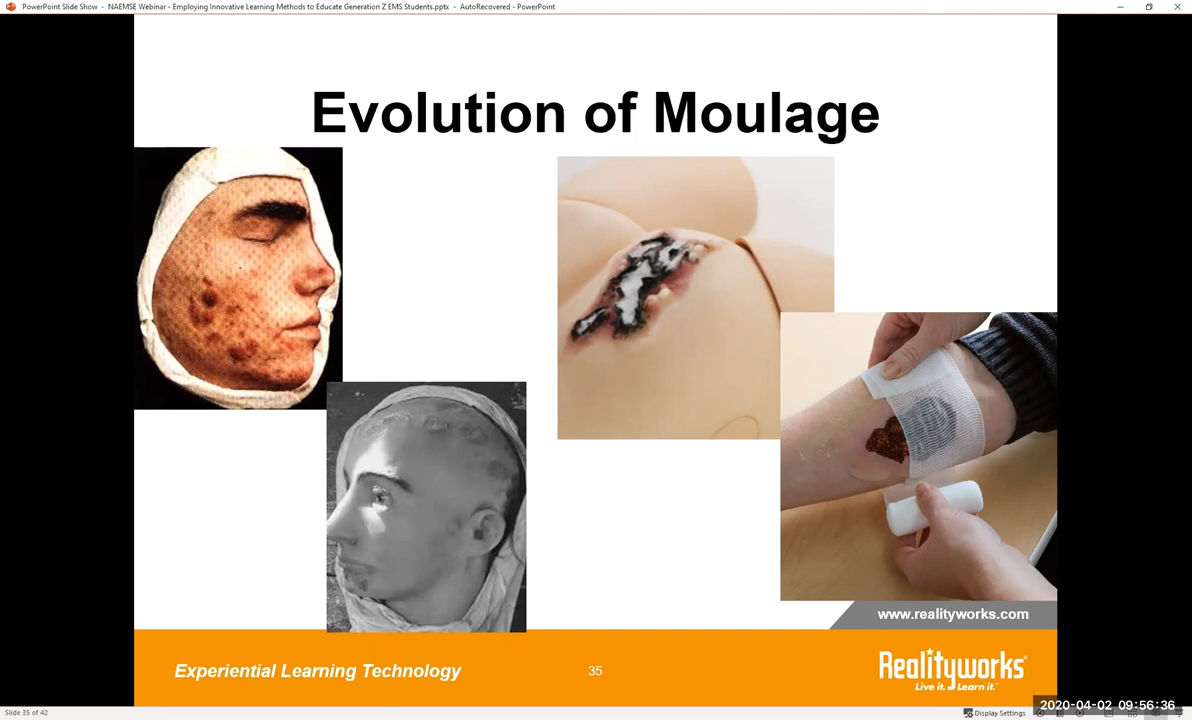 PowerPoint Slide Show - NAEMSE Webinar - Employing Innovative Learning Methods to Educate Generation Z EMS Students.pptx - AutoRecovered - PowerPoint
Evolution of Moulage
www.realityworks.com
Experiential Learning Technology
35
Realityworks
Live it. Learn it.™
Slide 35 of 42
Display Settings
2020-04-02 09:56:36